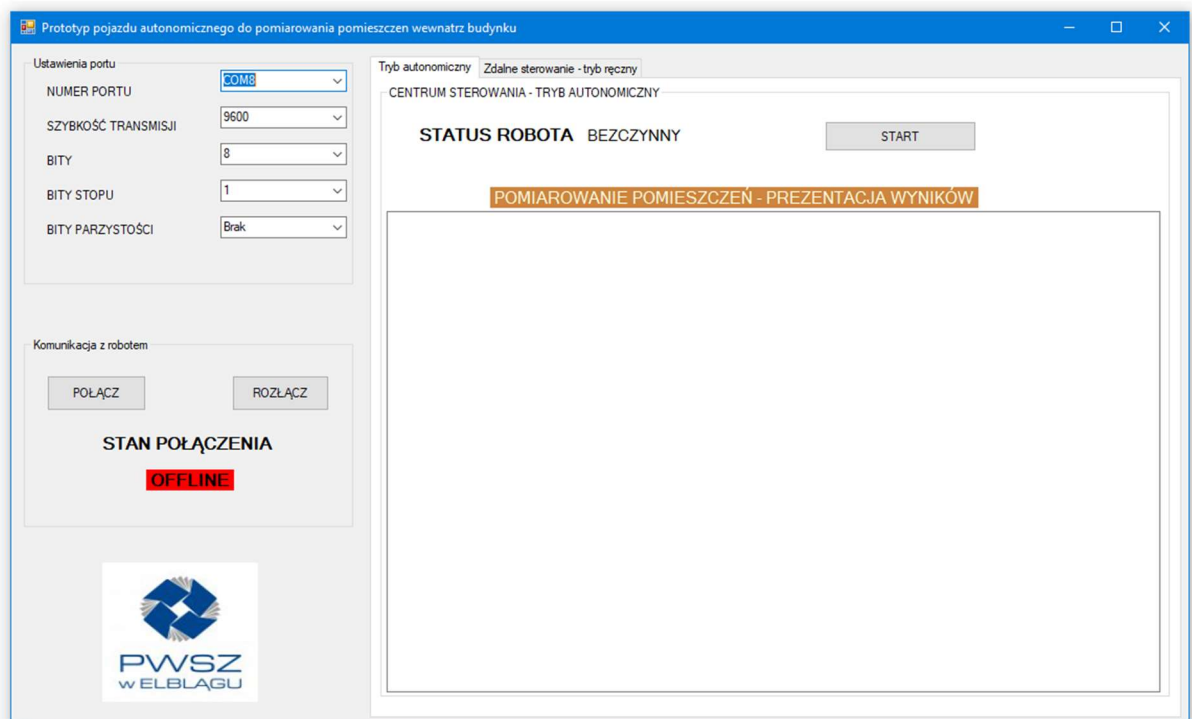 Prototyp pojazdu autonomicznego do pomiarowania pomieszczen wewnatrz budynku
Ustawienia portu
NUMER PORTU COM8
SZYBKOŚĆ TRANSMISJI 9600
BITY 8
BITY STOPU 1
BITY PARZYSTOŚCI Brak
Komunikacja z robotem
POŁĄCZ ROZŁĄCZ
STAN POŁĄCZENIA
OFFLINE
PWSZ
W ELBLĄGU
Tryb autonomiczny Zdalne sterowanie - tryb ręczny
CENTRUM STEROWANIA - TRYB AUTONOMICZNY
STATUS ROBOTA BEZCZYNNY START
POMIAROWANIE POMIESZCZEŃ - PREZENTACJA WYNIKÓW